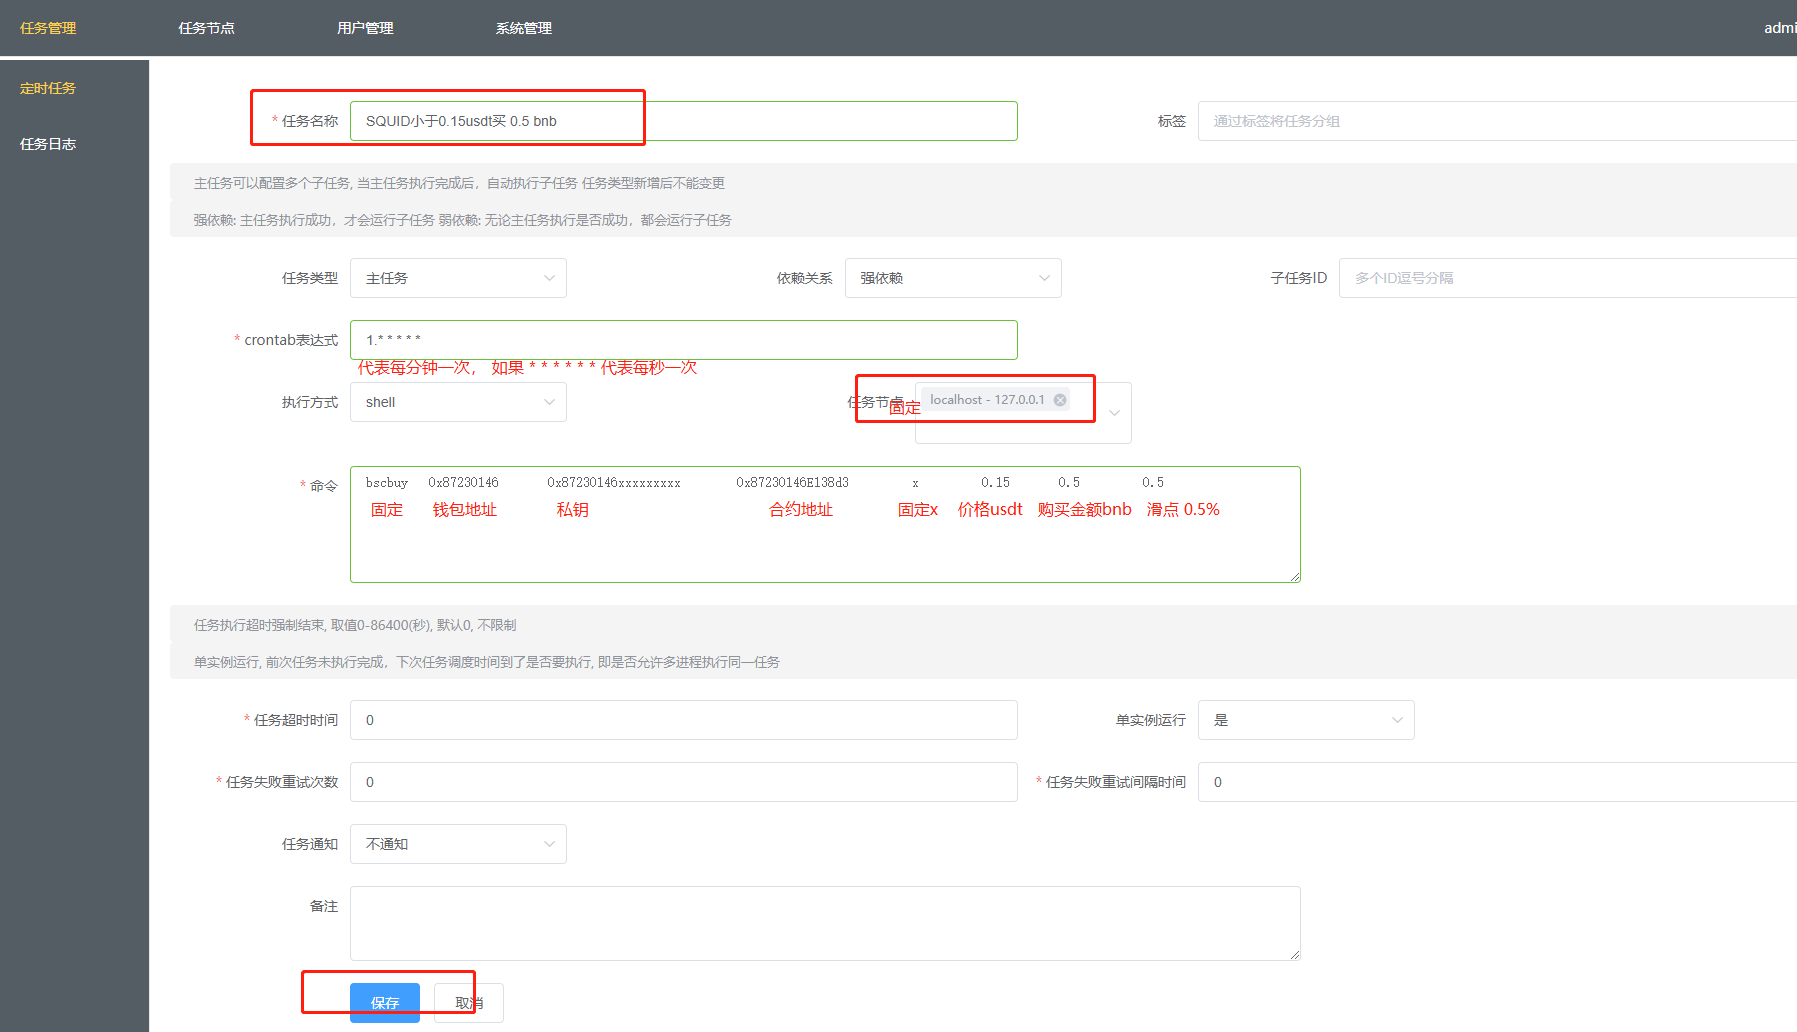 任务管理 任务节点 用户管理 系统管理 admi
定时任务
任务日志
* 任务名称 SQUID小于0.15usdt买 0.5 bnb 标签 通过标签将任务分组
主任务可以配置多个子任务, 当主任务执行完成后，自动执行子任务 任务类型新增后不能变更
强依赖: 主任务执行成功，才会运行子任务 弱依赖: 无论主任务执行是否成功，都会运行子任务
任务类型 主任务 依赖关系 强依赖 子任务ID 多个ID逗号分隔
* crontab表达式 1.* * * * *
代表每分钟一次， 如果 * * * * * * 代表每秒一次
执行方式 shell 任务节点 固定 localhost - 127.0.0.1
* 命令 bscbuy 0x87230146 0x87230146xxxxxxxxx 0x87230146E138d3 x 0.15 0.5 0.5
固定 钱包地址 私钥 合约地址 固定x 价格usdt 购买金额bnb 滑点 0.5%
任务执行超时强制结束, 取值0-86400(秒), 默认0, 不限制
单实例运行, 前次任务未执行完成，下次任务调度时间到了是否要执行, 即是否允许多进程执行同一任务
* 任务超时时间 0 单实例运行 是
* 任务失败重试次数 0 * 任务失败重试间隔时间 0
任务通知 不通知
备注
保存 取消